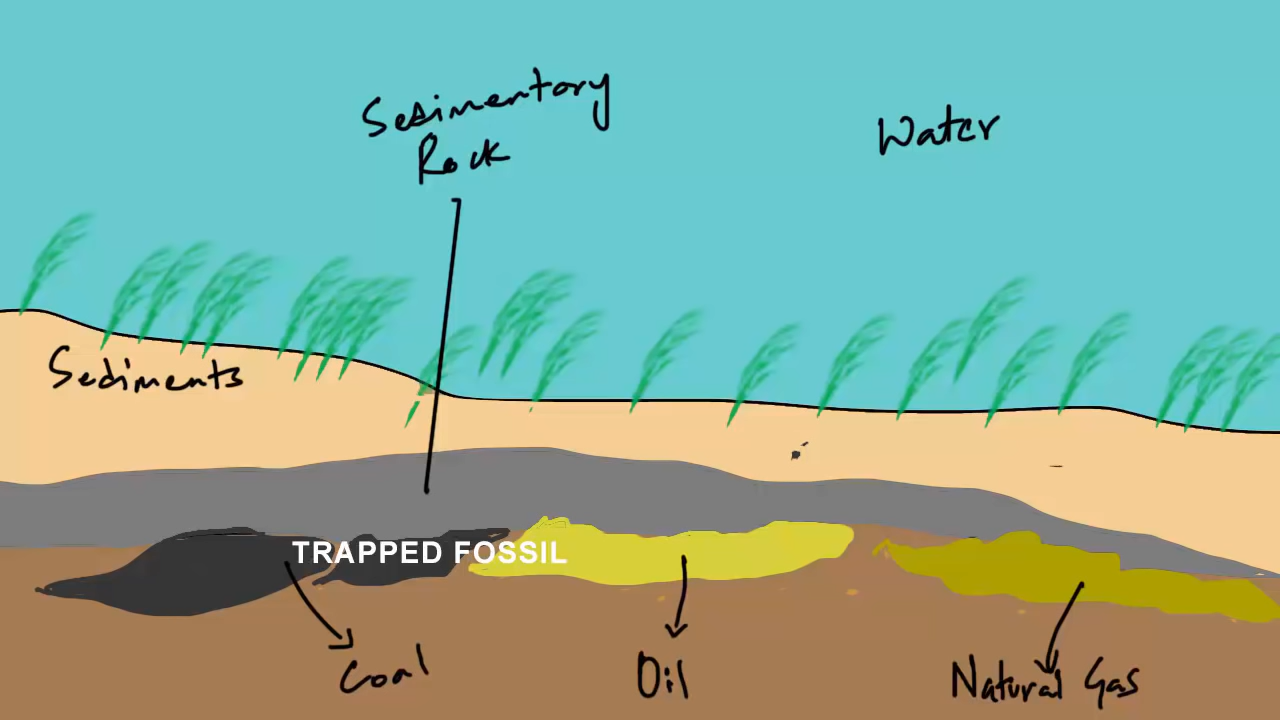 Sedimentory
Rock
Water
Sediments
TRAPPED FOSSIL
Coal
Oil
Natural Gas